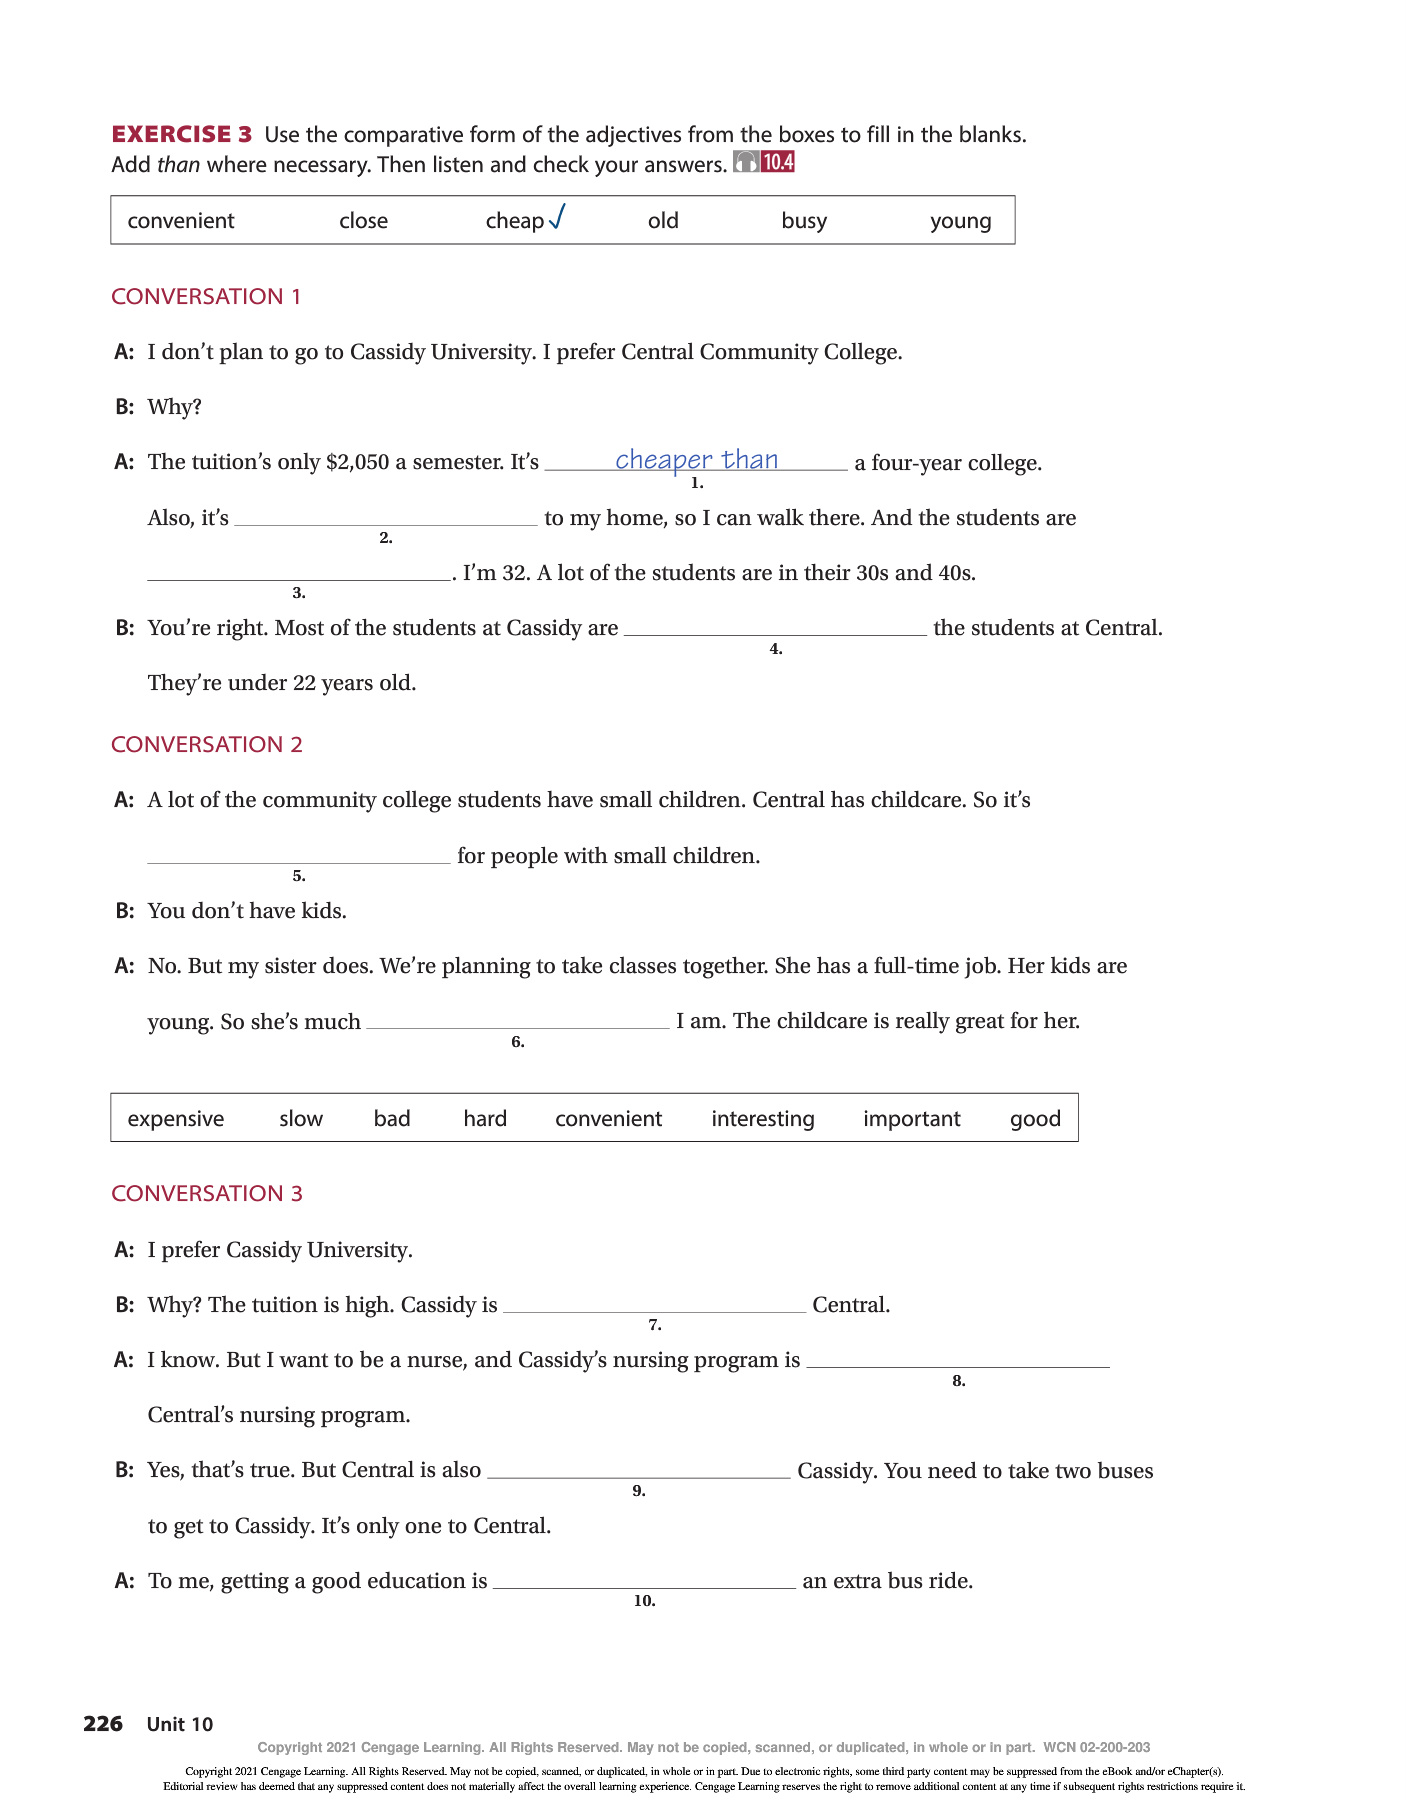 EXERCISE 3 Use the comparative form of the adjectives from the boxes to fill in the blanks.
Add than where necessary. Then listen and check your answers. 10.4
convenient close cheap ✓ old busy young
CONVERSATION 1
A: I don't plan to go to Cassidy University. I prefer Central Community College.
B: Why?
A: The tuition's only $2,050 a semester. It's cheaper than a four-year college.
1.
Also, it's ______ to my home, so I can walk there. And the students are
2.
______. I'm 32. A lot of the students are in their 30s and 40s.
3.
B: You're right. Most of the students at Cassidy are ______ the students at Central.
4.
They're under 22 years old.
CONVERSATION 2
A: A lot of the community college students have small children. Central has childcare. So it's
______ for people with small children.
5.
B: You don't have kids.
A: No. But my sister does. We're planning to take classes together. She has a full-time job. Her kids are
young. So she's much ______ I am. The childcare is really great for her.
6.
expensive slow bad hard convenient interesting important good
CONVERSATION 3
A: I prefer Cassidy University.
B: Why? The tuition is high. Cassidy is ______ Central.
7.
A: I know. But I want to be a nurse, and Cassidy's nursing program is ______
8.
Central's nursing program.
B: Yes, that's true. But Central is also ______ Cassidy. You need to take two buses
9.
to get to Cassidy. It's only one to Central.
A: To me, getting a good education is ______ an extra bus ride.
10.
226 Unit 10
Copyright 2021 Cengage Learning. All Rights Reserved. May not be copied, scanned, or duplicated, in whole or in part. WCN 02-200-203
Copyright 2021 Cengage Learning. All Rights Reserved. May not be copied, scanned, or duplicated, in whole or in part. Due to electronic rights, some third party content may be suppressed from the eBook and/or eChapter(s).
Editorial review has deemed that any suppressed content does not materially affect the overall learning experience. Cengage Learning reserves the right to remove additional content at any time if subsequent rights restrictions require it.